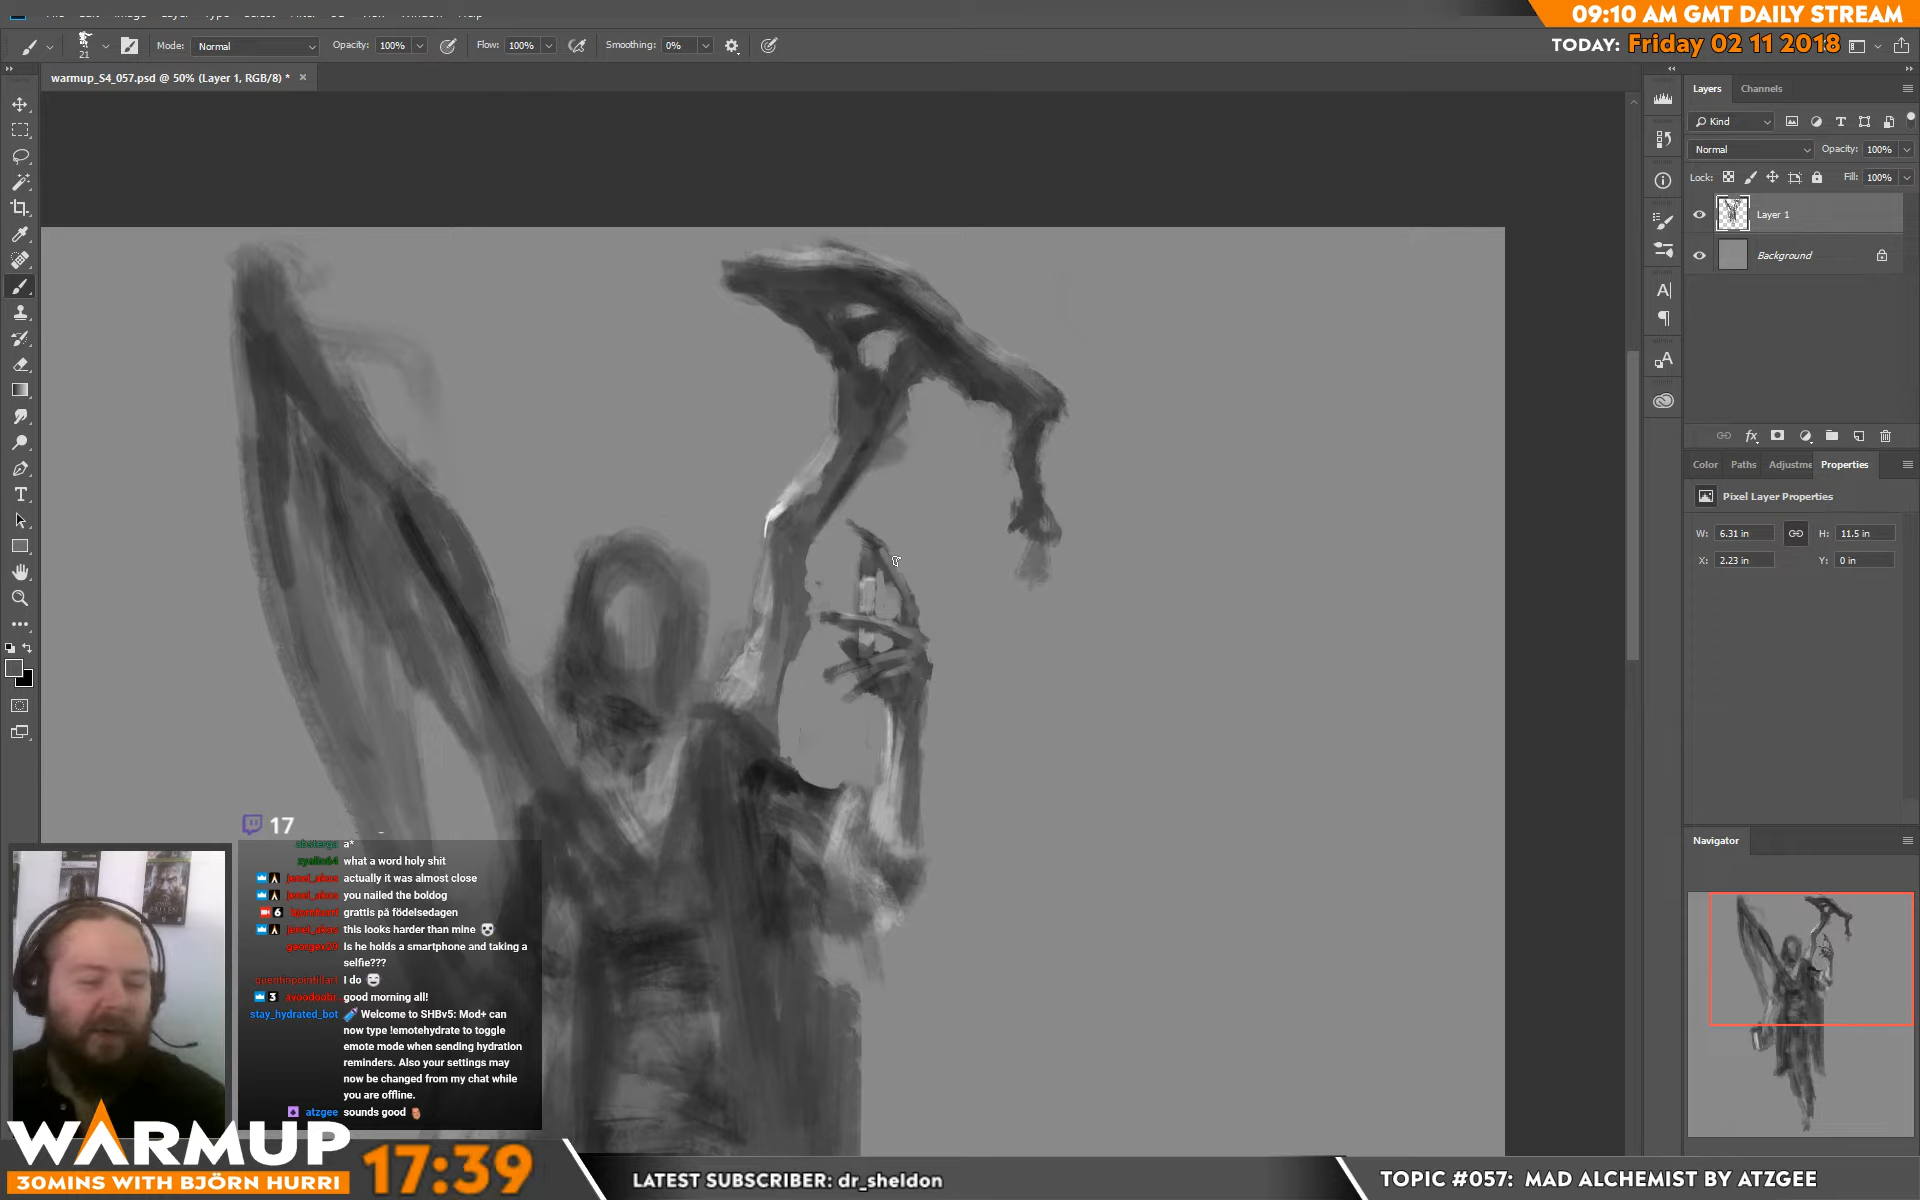 09:10 AM GMT DAILY STREAM
TODAY: Friday 02 11 2018
21
Mode: Normal
Opacity: 100%
Flow: 100%
Smoothing: 0%
warmup_S4_057.psd @ 50% (Layer 1, RGB/8) *
Layers
Channels
Kind
Normal
Opacity: 100%
Lock:
Fill: 100%
Layer 1
Background
Color
Paths
Adjustme
Properties
Pixel Layer Properties
W: 6.31 in
H: 11.5 in
X: 2.23 in
Y: 0 in
Navigator
17
absterga a*
what a word holy shit
actually it was almost close
you nailed the boldog
6 bjornhurri grattis på födelsedagen
this looks harder than mine
Is he holds a smartphone and taking a
selfie???
I do
3 good morning all!
stay_hydrated_bot Welcome to SHBv5: Mod+ can
now type !emotehydrate to toggle
emote mode when sending hydration
reminders. Also your settings may
now be changed from my chat while
you are offline.
atzgee sounds good
WARMUP
30MINS WITH BJÖRN HURRI
17:39
LATEST SUBSCRIBER: dr_sheldon
TOPIC #057: MAD ALCHEMIST BY ATZGEE